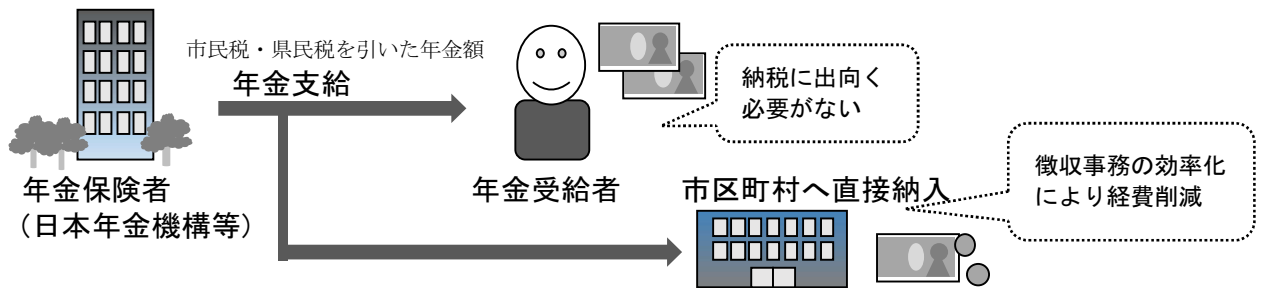 市民税・県民税を引いた年金額
年金支給
納税に出向く
必要がない
徴収事務の効率化
により経費削減
年金保険者
（日本年金機構等）
年金受給者
市区町村へ直接納入